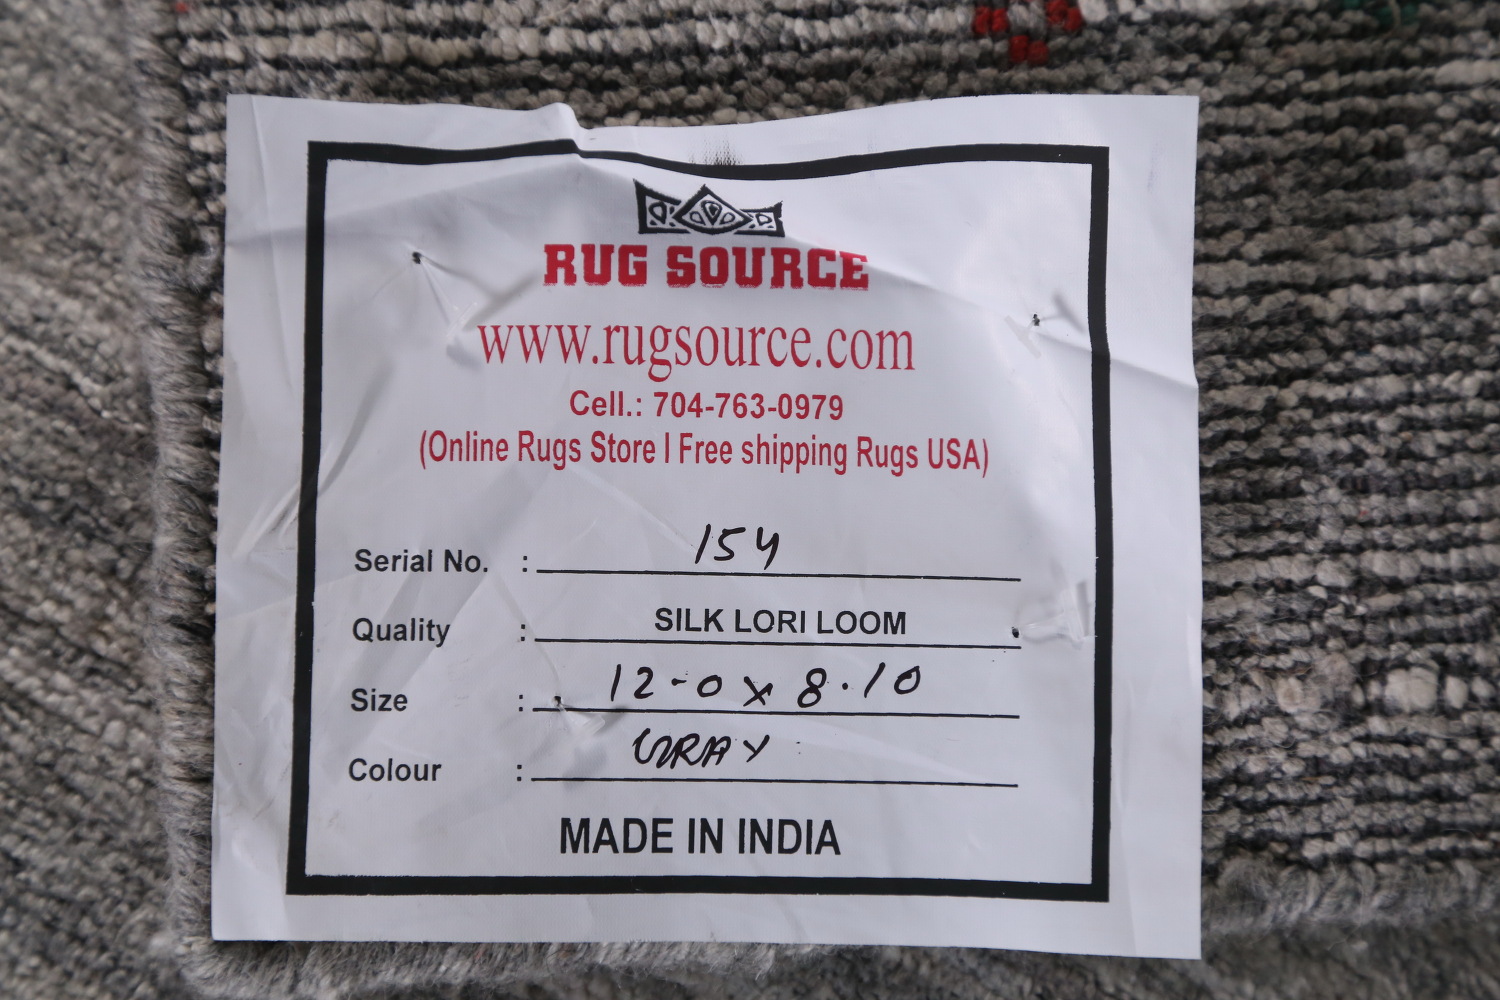 RUG SOURCE
www.rugsource.com
Cell.: 704-763-0979
(Online Rugs Store I Free shipping Rugs USA)
Serial No. : 154
Quality : SILK LORI LOOM
Size : 12-0 x 8.10
Colour : GRAY
MADE IN INDIA